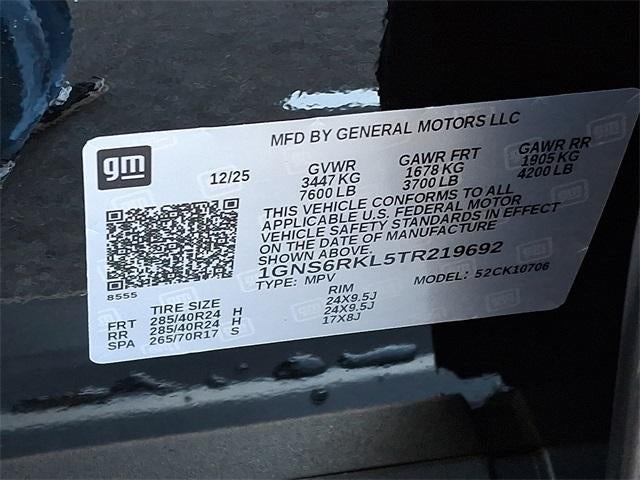 MFD BY GENERAL MOTORS LLC
gm
12/25
GVWR GAWR FRT GAWR RR
3447 KG 1678 KG 1905 KG
7600 LB 3700 LB 4200 LB
THIS VEHICLE CONFORMS TO ALL
APPLICABLE U.S. FEDERAL MOTOR
VEHICLE SAFETY STANDARDS IN EFFECT
ON THE DATE OF MANUFACTURE
SHOWN ABOVE
1GNS6RKL5TR219692
TYPE: MPV MODEL: 52CK10706
8555
TIRE SIZE RIM
FRT 285/40R24 H 24X9.5J
RR 285/40R24 H 24X9.5J
SPA 265/70R17 S 17X8J